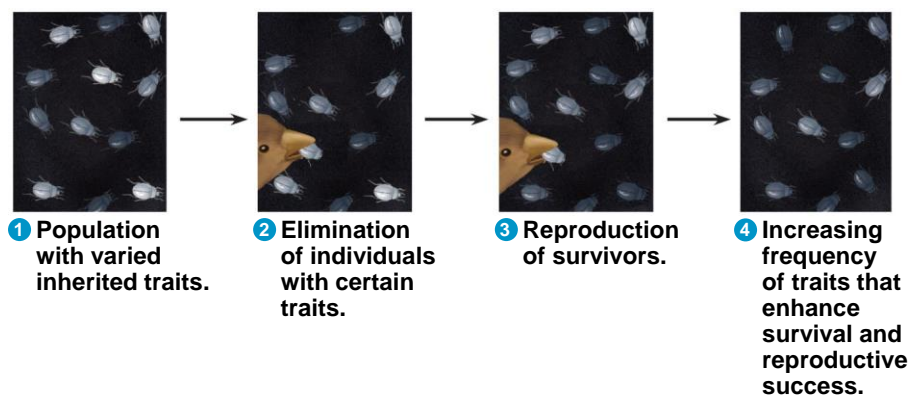 1 Population
with varied
inherited traits.
2 Elimination
of individuals
with certain
traits.
3 Reproduction
of survivors.
4 Increasing
frequency
of traits that
enhance
survival and
reproductive
success.